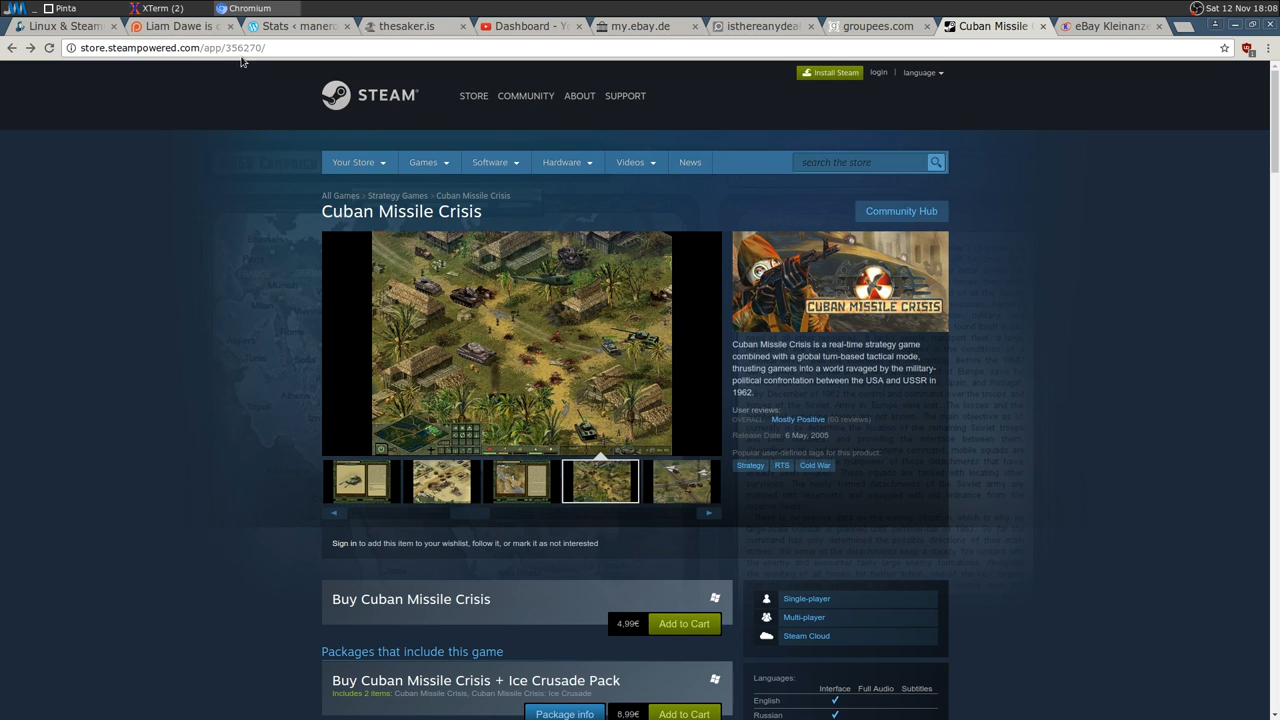 Pinta
XTerm (2)
Chromium
Sat 12 Nov 18:08
Linux & Steam
Liam Dawe is c
Stats < manero
thesaker.is
Dashboard - Yo
my.ebay.de
isthereanydeal
groupees.com
Cuban Missile C
eBay Kleinanze
store.steampowered.com/app/356270/
1
Install Steam
login
language
STEAM
STORE
COMMUNITY
ABOUT
SUPPORT
Your Store
Games
Software
Hardware
Videos
News
search the store
All Games > Strategy Games > Cuban Missile Crisis
Cuban Missile Crisis
Community Hub
CUBAN MISSILE CRISIS
Cuban Missile Crisis is a real-time strategy game
combined with a global turn-based tactical mode,
thrusting gamers into a world ravaged by the military-
political confrontation between the USA and USSR in
1962.
User reviews:
OVERALL: Mostly Positive (60 reviews)
Release Date: 6 May, 2005
Popular user-defined tags for this product:
Strategy
RTS
Cold War
Sign in to add this item to your wishlist, follow it, or mark it as not interested
Buy Cuban Missile Crisis
4,99€
Add to Cart
Single-player
Multi-player
Steam Cloud
Packages that include this game
Buy Cuban Missile Crisis + Ice Crusade Pack
Includes 2 items: Cuban Missile Crisis, Cuban Missile Crisis: Ice Crusade
Package info
8,99€
Add to Cart
Languages:
Interface
Full Audio
Subtitles
English
Russian